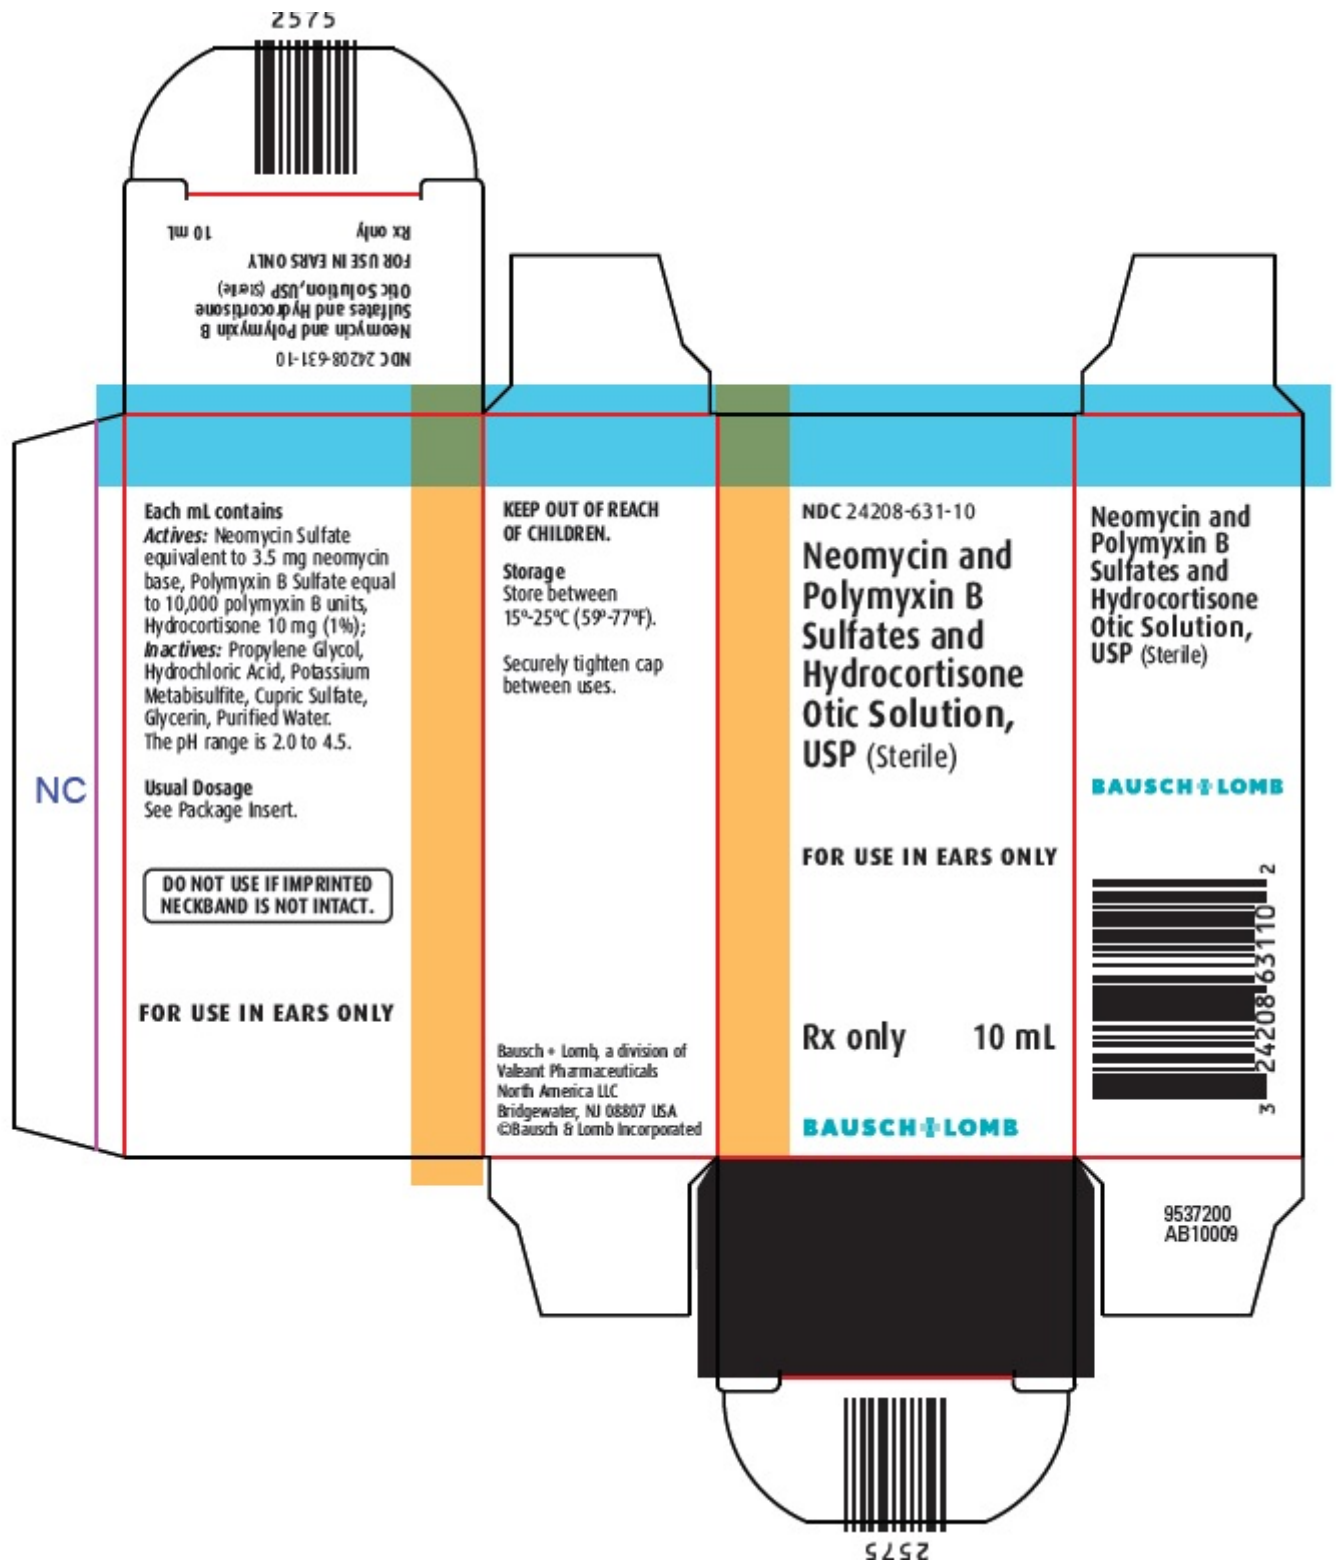 2575
NDC 24208-631-10
Neomycin and Polymyxin B
Sulfates and Hydrocortisone
Otic Solution, USP (Sterile)
FOR USE IN EARS ONLY
Rx only 10 mL
NC
Each mL contains
Actives: Neomycin Sulfate
equivalent to 3.5 mg neomycin
base, Polymyxin B Sulfate equal
to 10,000 polymyxin B units,
Hydrocortisone 10 mg (1%);
Inactives: Propylene Glycol,
Hydrochloric Acid, Potassium
Metabisulfite, Cupric Sulfate,
Glycerin, Purified Water.
The pH range is 2.0 to 4.5.
Usual Dosage
See Package Insert.
DO NOT USE IF IMPRINTED
NECKBAND IS NOT INTACT.
FOR USE IN EARS ONLY
KEEP OUT OF REACH
OF CHILDREN.
Storage
Store between
15º-25ºC (59º-77ºF).
Securely tighten cap
between uses.
Bausch + Lomb, a division of
Valeant Pharmaceuticals
North America LLC
Bridgewater, NJ 08807 USA
©Bausch & Lomb Incorporated
NDC 24208-631-10
Neomycin and
Polymyxin B
Sulfates and
Hydrocortisone
Otic Solution,
USP (Sterile)
FOR USE IN EARS ONLY
Rx only 10 mL
BAUSCH+LOMB
Neomycin and
Polymyxin B
Sulfates and
Hydrocortisone
Otic Solution,
USP (Sterile)
BAUSCH+LOMB
3 24208 63110 2
9537200
AB10009
2575